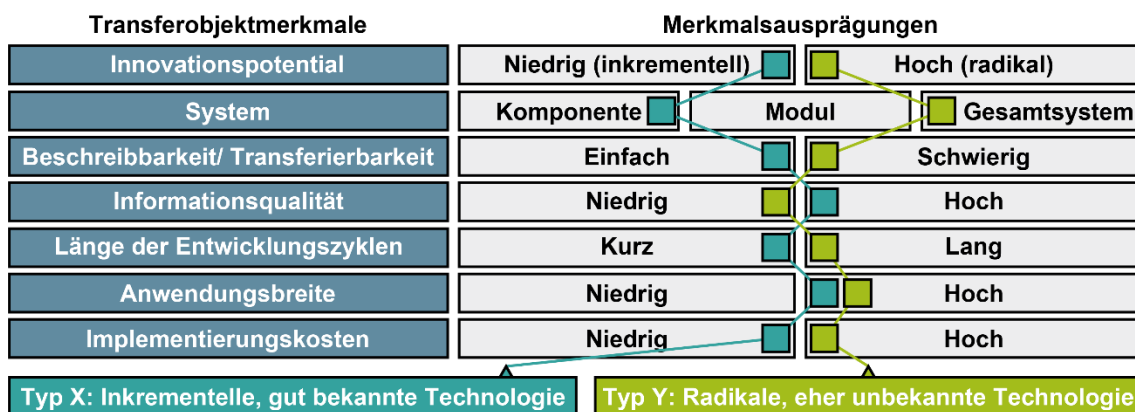 Transferobjektmerkmale Merkmalsausprägungen
Innovationspotential Niedrig (inkrementell) Hoch (radikal)
System Komponente Modul Gesamtsystem
Beschreibbarkeit/ Transferierbarkeit Einfach Schwierig
Informationsqualität Niedrig Hoch
Länge der Entwicklungszyklen Kurz Lang
Anwendungsbreite Niedrig Hoch
Implementierungskosten Niedrig Hoch
Typ X: Inkrementelle, gut bekannte Technologie Typ Y: Radikale, eher unbekannte Technologie